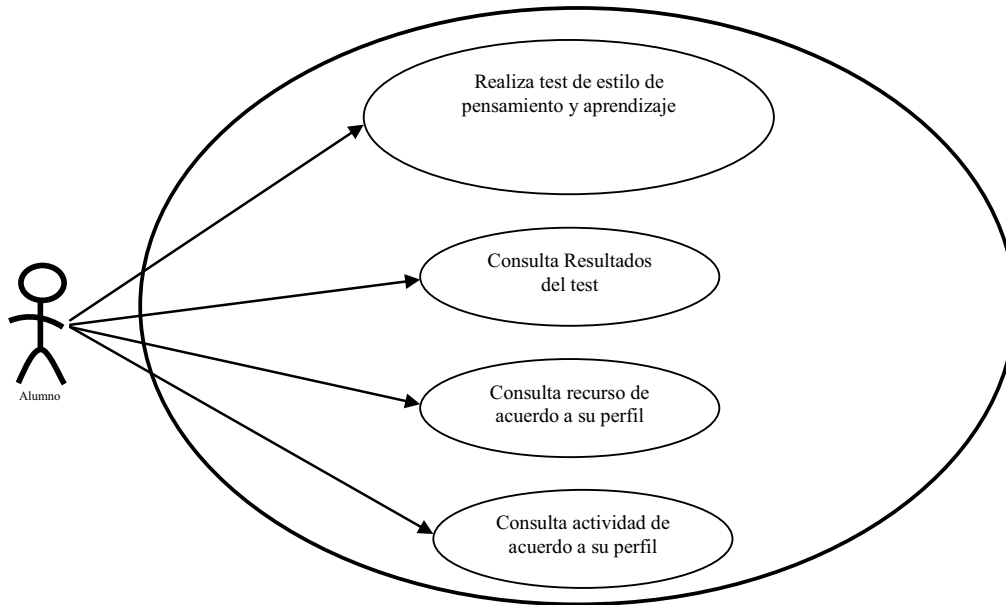 Realiza test de estilo de
pensamiento y aprendizaje
Consulta Resultados
del test
Consulta recurso de
acuerdo a su perfil
Alumno
Consulta actividad de
acuerdo a su perfil